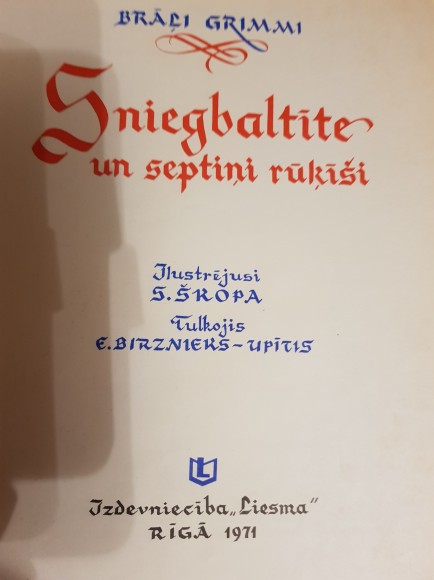 BRĀĻI GRIMMI
Sniegbaltīte
un septiņi rūķīši
Ilustrējusi
S. ŠKOPA
Tulkojis
E. BIRZNIEKS-UPĪTIS
L
Izdevniecība „Liesma"
RĪGĀ 1971